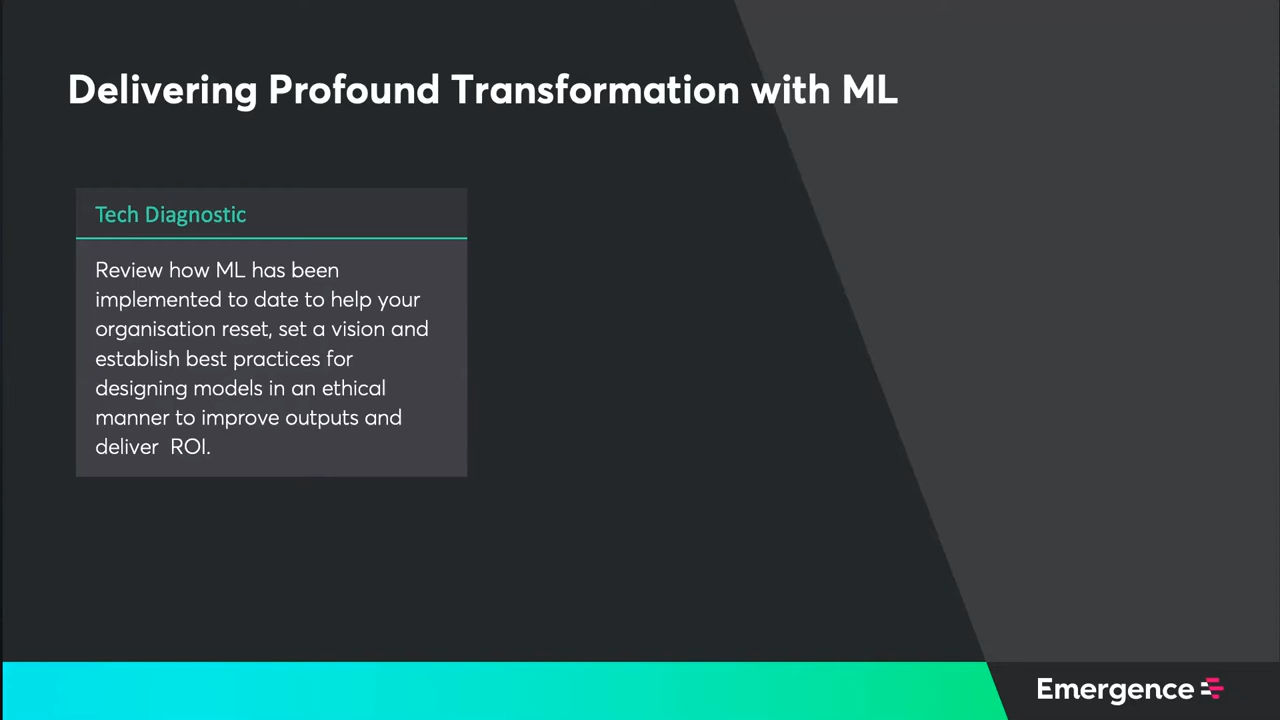 Delivering Profound Transformation with ML
Tech Diagnostic
Review how ML has been
implemented to date to help your
organisation reset, set a vision and
establish best practices for
designing models in an ethical
manner to improve outputs and
deliver  ROI.
Emergence